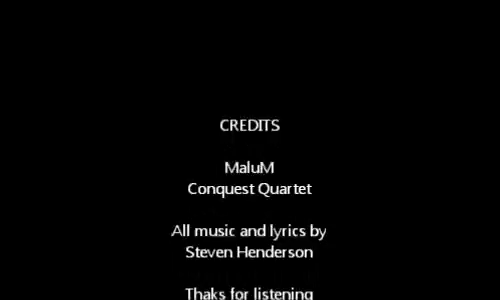 CREDITS
MaluM
Conquest Quartet
All music and lyrics by
Steven Henderson
Thaks for listening